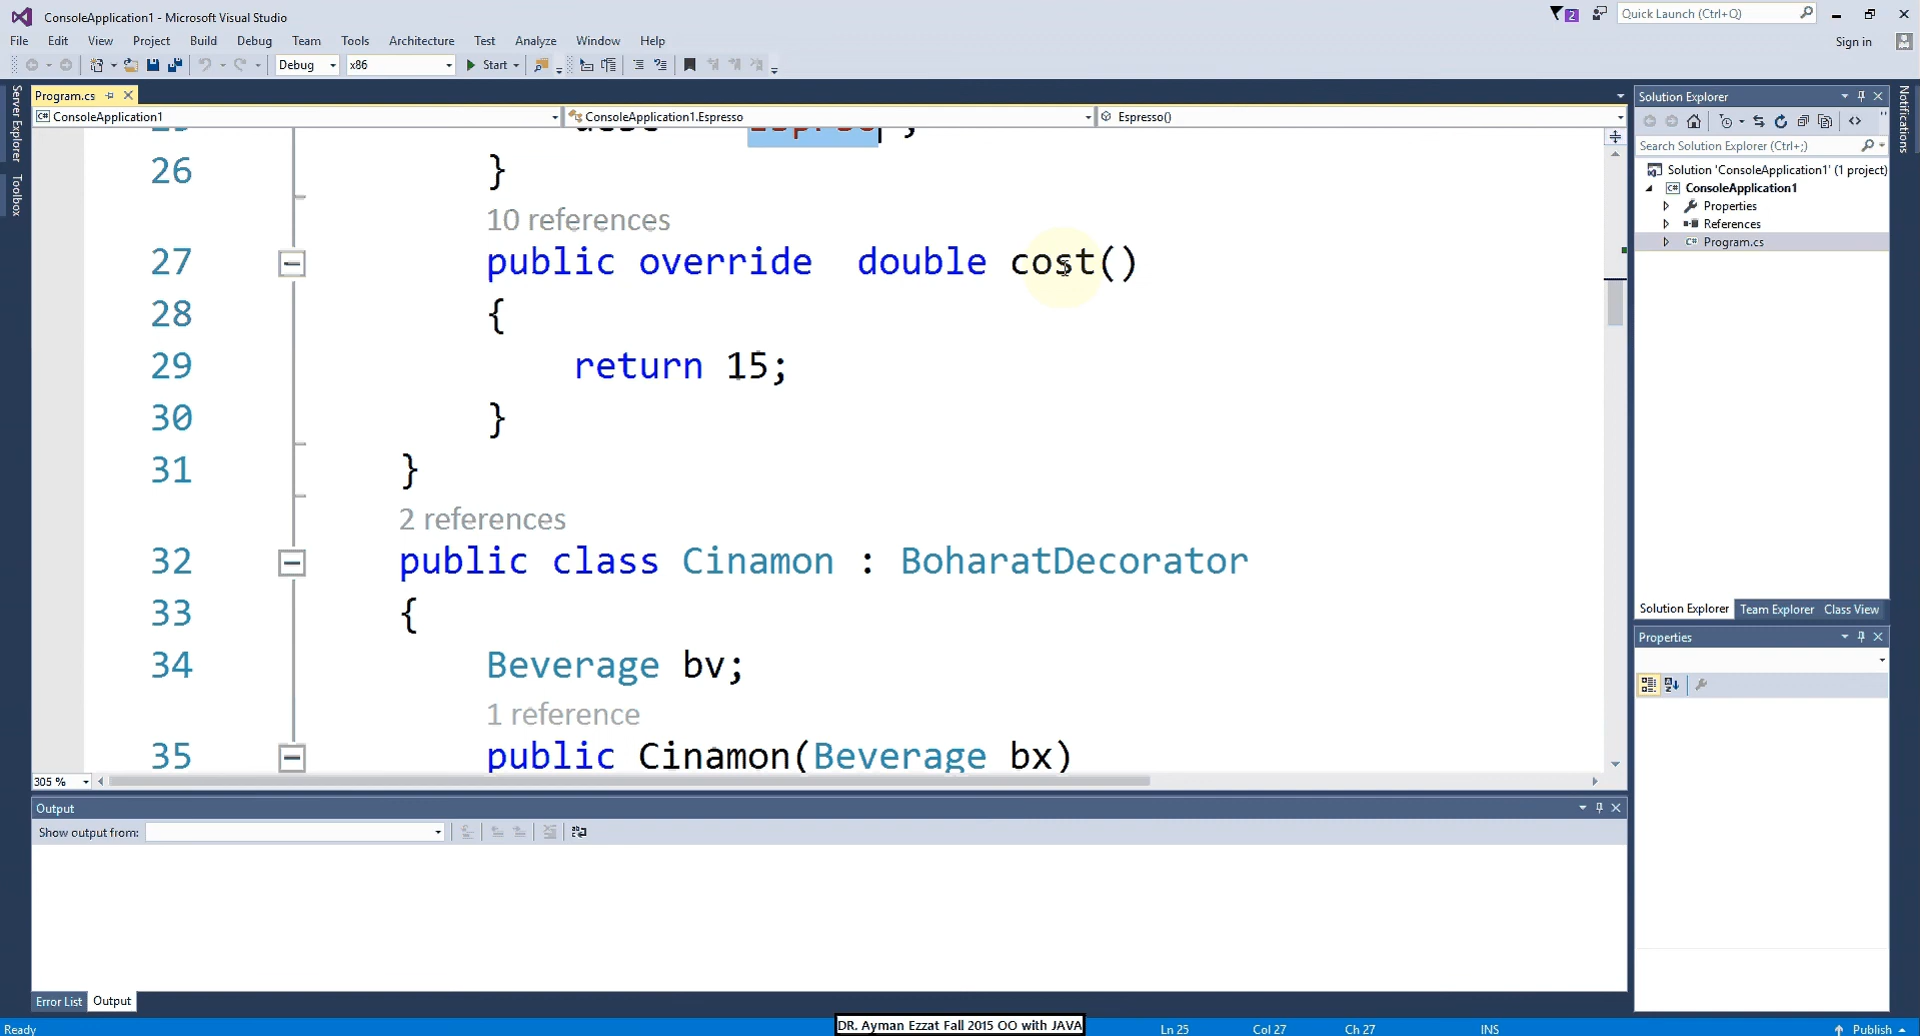 ConsoleApplication1 - Microsoft Visual Studio
2
Quick Launch (Ctrl+Q)
File Edit View Project Build Debug Team Tools Architecture Test Analyze Window Help
Sign in
Debug x86 Start
Server Explorer
Toolbox
Program.cs
ConsoleApplication1
ConsoleApplication1.Espresso
Espresso()
26 }
10 references
27 public override  double cost()
28 {
29 return 15;
30 }
31 }
2 references
32 public class Cinamon : BoharatDecorator
33 {
34 Beverage bv;
1 reference
35 public Cinamon(Beverage bx)
305 %
Output
Show output from:
Error List Output
Solution Explorer
Search Solution Explorer (Ctrl+;)
Solution 'ConsoleApplication1' (1 project)
ConsoleApplication1
Properties
References
Program.cs
Solution Explorer Team Explorer Class View
Properties
Notifications
Ready
DR. Ayman Ezzat Fall 2015 OO with JAVA
Ln 25 Col 27 Ch 27 INS
Publish